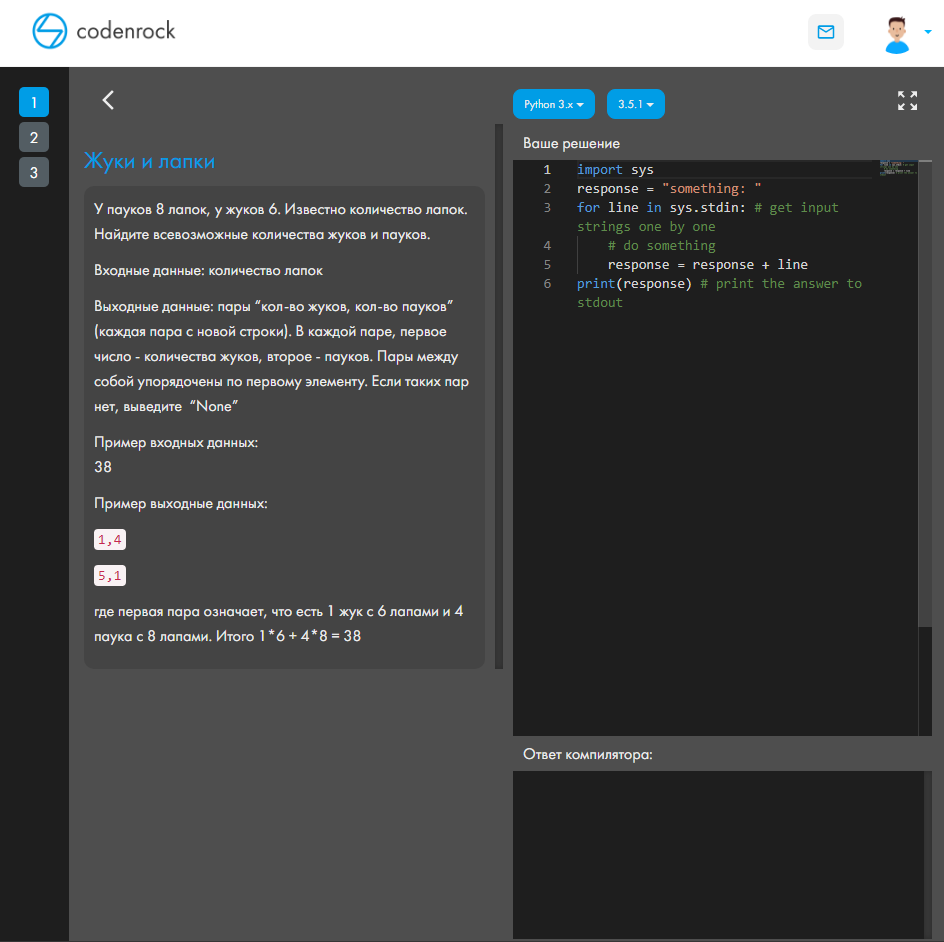 codenrock
1
2
3
Жуки и лапки
У пауков 8 лапок, у жуков 6. Известно количество лапок.
Найдите всевозможные количества жуков и пауков.
Входные данные: количество лапок
Выходные данные: пары “кол-во жуков, кол-во пауков”
(каждая пара с новой строки). В каждой паре, первое
число - количества жуков, второе - пауков. Пары между
собой упорядочены по первому элементу. Если таких пар
нет, выведите “None”
Пример входных данных:
38
Пример выходные данных:
1,4
5,1
где первая пара означает, что есть 1 жук с 6 лапами и 4
паука с 8 лапами. Итого 1*6 + 4*8 = 38
Python 3.x
3.5.1
Ваше решение
1 import sys
2 response = "something: "
3 for line in sys.stdin: # get input
strings one by one
4 # do something
5 response = response + line
6 print(response) # print the answer to
stdout
Ответ компилятора: